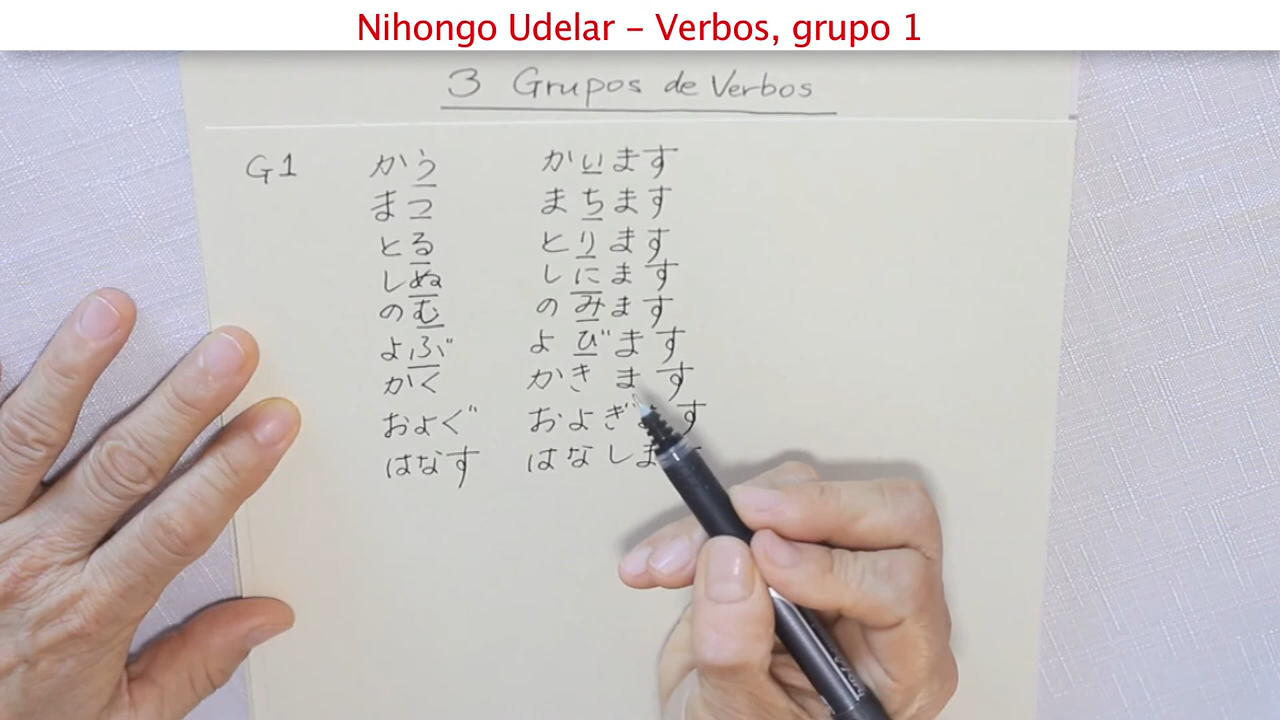 Nihongo Udelar – Verbos, grupo 1
3 Grupos de Verbos
G1 かう かいます
まつ まちます
とる とります
しぬ しにます
のむ のみます
よぶ よびます
かく かきます
およぐ およぎます
はなす はなします